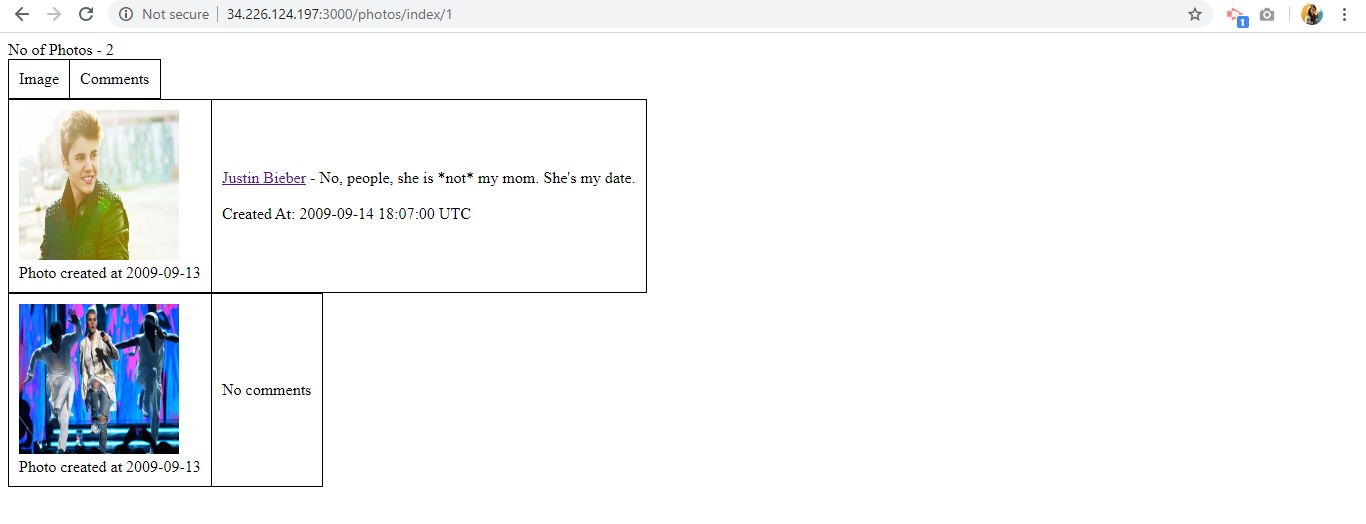 Not secure | 34.226.124.197:3000/photos/index/1
1
No of Photos - 2
Image Comments
Justin Bieber - No, people, she is *not* my mom. She's my date.
Created At: 2009-09-14 18:07:00 UTC
Photo created at 2009-09-13
No comments
Photo created at 2009-09-13